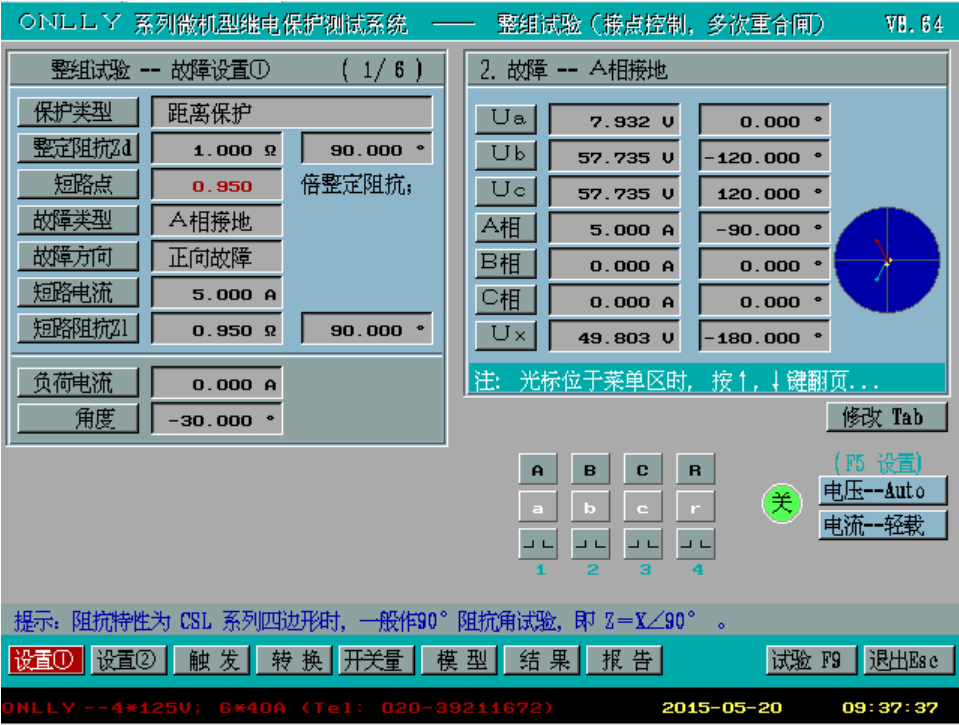 ONLLY 系列微机型继电保护测试系统 —— 整组试验（接点控制，多次重合闸） V8.64
整组试验 -- 故障设置① ( 1/6 )
保护类型 距离保护
整定阻抗Zd 1.000 Ω 90.000 °
短路点 0.950 倍整定阻抗;
故障类型 A相接地
故障方向 正向故障
短路电流 5.000 A
短路阻抗Zl 0.950 Ω 90.000 °
负荷电流 0.000 A
角度 -30.000 °
2. 故障 -- A相接地
Ua 7.932 V 0.000 °
Ub 57.735 V -120.000 °
Uc 57.735 V 120.000 °
A相 5.000 A -90.000 °
B相 0.000 A 0.000 °
C相 0.000 A 0.000 °
Ux 49.803 V -180.000 °
注: 光标位于菜单区时, 按↑,↓键翻页...
修改 Tab
A B C R
a b c r
1 2 3 4
关
(F5 设置)
电压--Auto
电流--轻载
提示: 阻抗特性为 CSL 系列四边形时, 一般作90°阻抗角试验, 即 Z=X∠90° 。
设置① 设置② 触 发 转 换 开关量 模 型 结 果 报 告 试验 F9 退出Esc
ONLLY --4*125V; 6*40A (Tel: 020-39211672) 2015-05-20 09:37:37